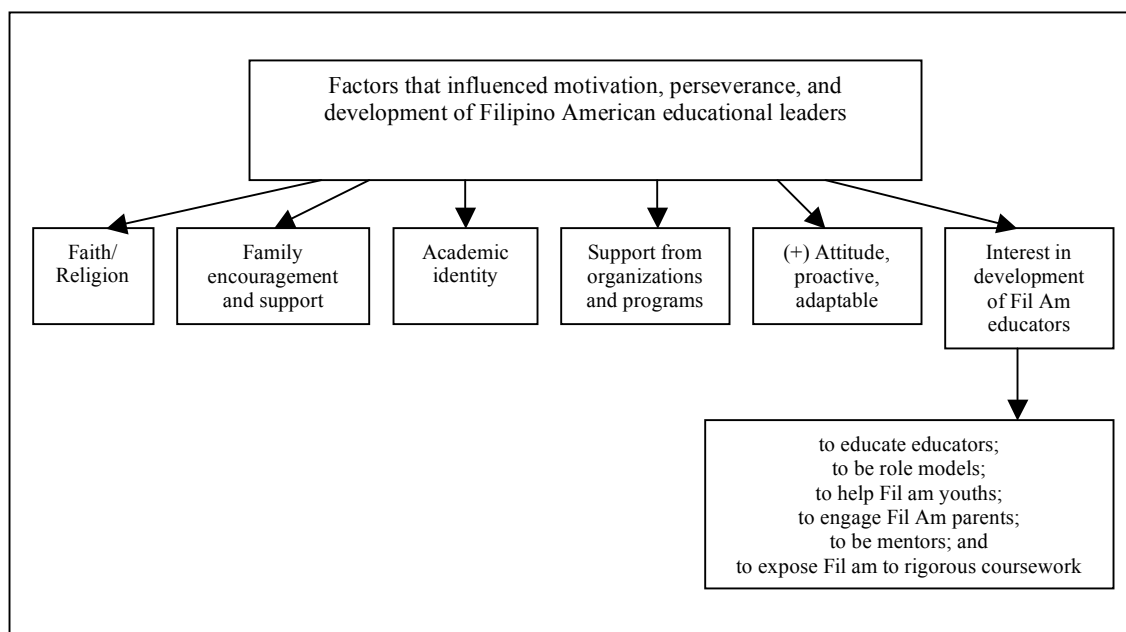 Factors that influenced motivation, perseverance, and
development of Filipino American educational leaders
Faith/
Religion
Family
encouragement
and support
Academic
identity
Support from
organizations
and programs
(+) Attitude,
proactive,
adaptable
Interest in
development
of Fil Am
educators
to educate educators;
to be role models;
to help Fil am youths;
to engage Fil Am parents;
to be mentors; and
to expose Fil am to rigorous coursework